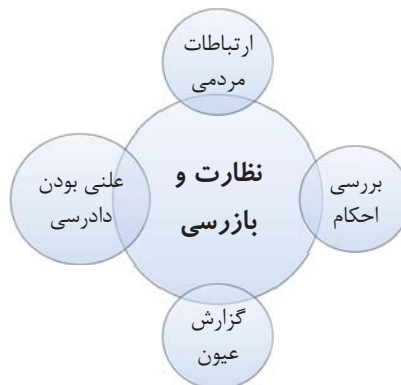 ارتباطات
مردمی
نظارت و
بازرسی
بررسی
احکام
علنی بودن
دادرسی
گزارش
عیون